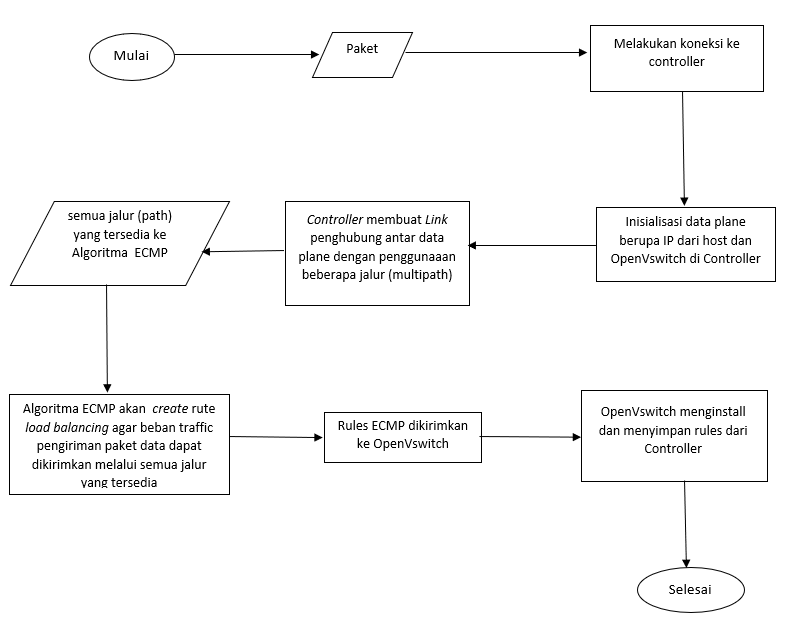 Mulai
Paket
Melakukan koneksi ke
controller
Inisialisasi data plane
berupa IP dari host dan
OpenVswitch di Controller
Controller membuat Link
penghubung antar data
plane dengan penggunaaan
beberapa jalur (multipath)
semua jalur (path)
yang tersedia ke
Algoritma ECMP
Algoritma ECMP akan create rute
load balancing agar beban traffic
pengiriman paket data dapat
dikirimkan melalui semua jalur
yang tersedia
Rules ECMP dikirimkan
ke OpenVswitch
OpenVswitch menginstall
dan menyimpan rules dari
Controller
Selesai